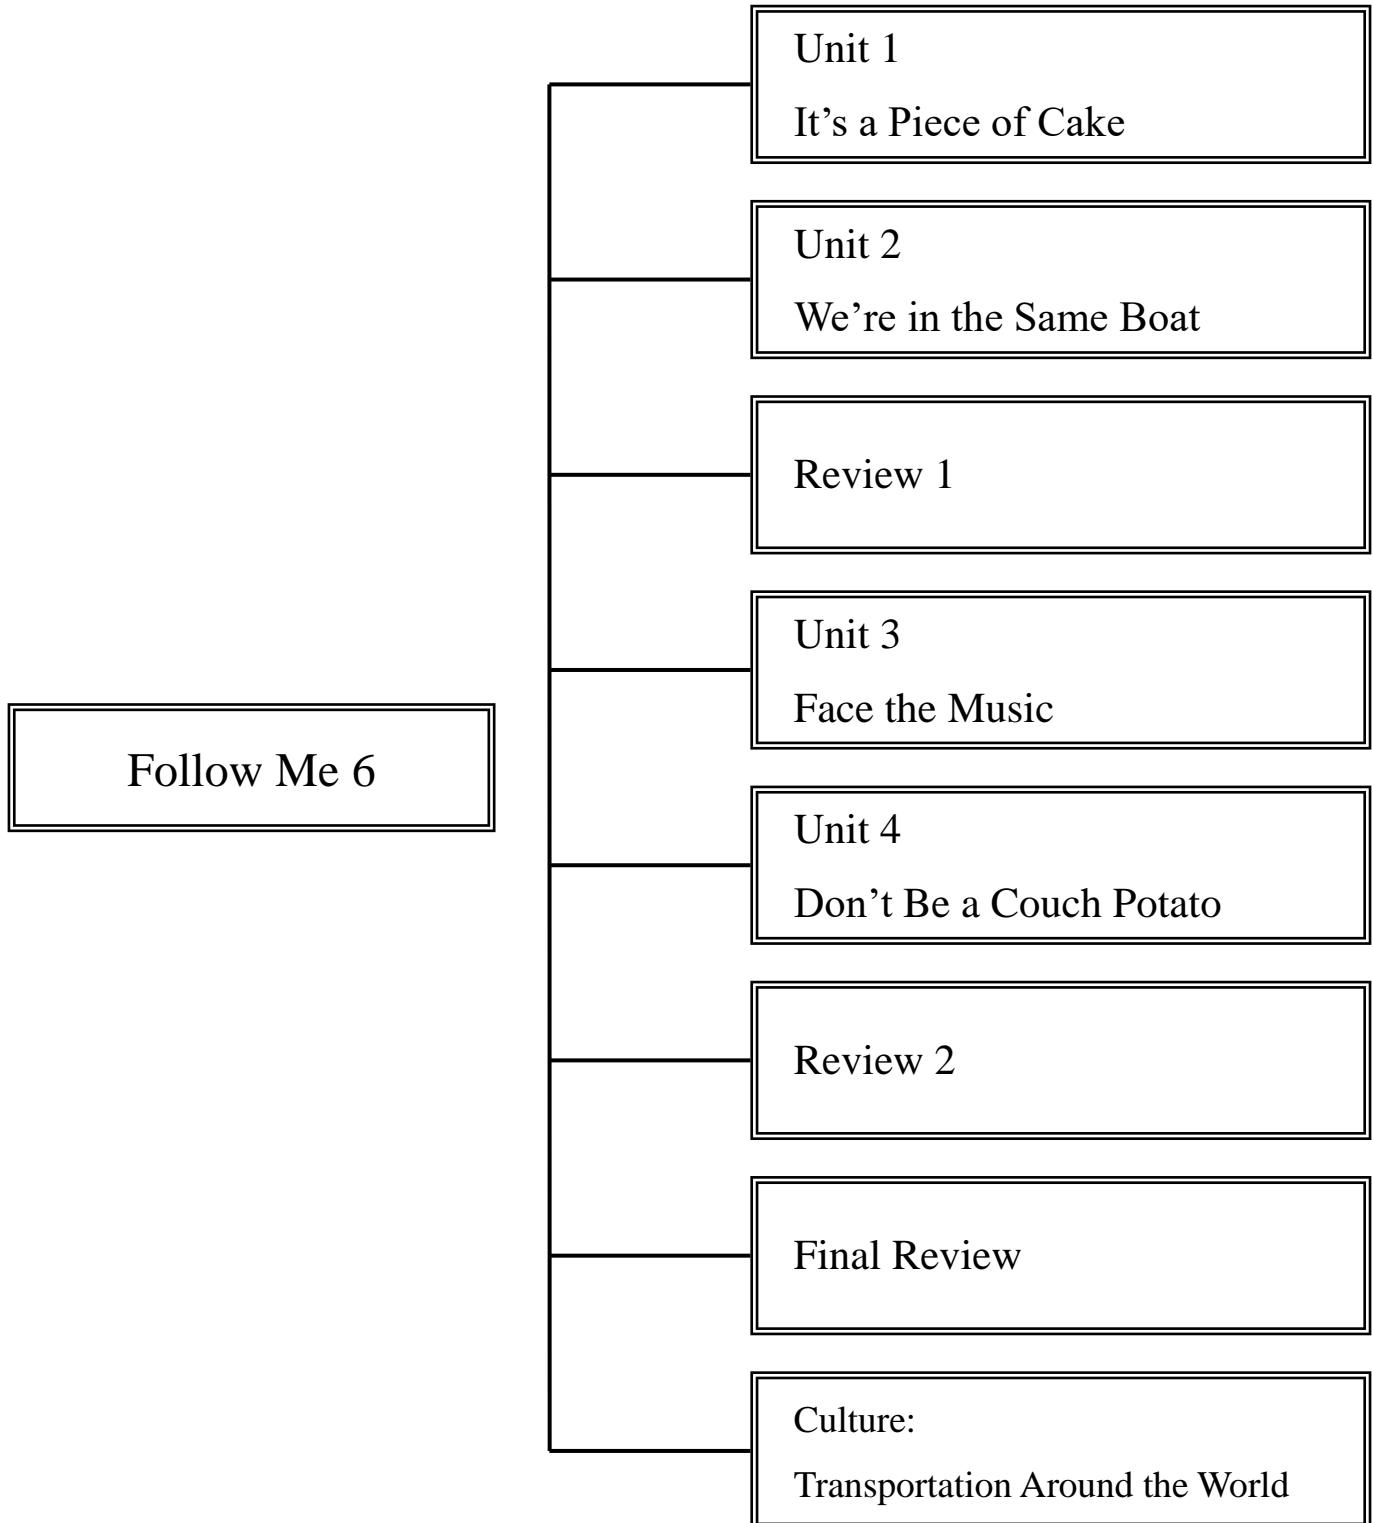 Follow Me 6
Unit 1
It’s a Piece of Cake
Unit 2
We’re in the Same Boat
Review 1
Unit 3
Face the Music
Unit 4
Don’t Be a Couch Potato
Review 2
Final Review
Culture:
Transportation Around the World